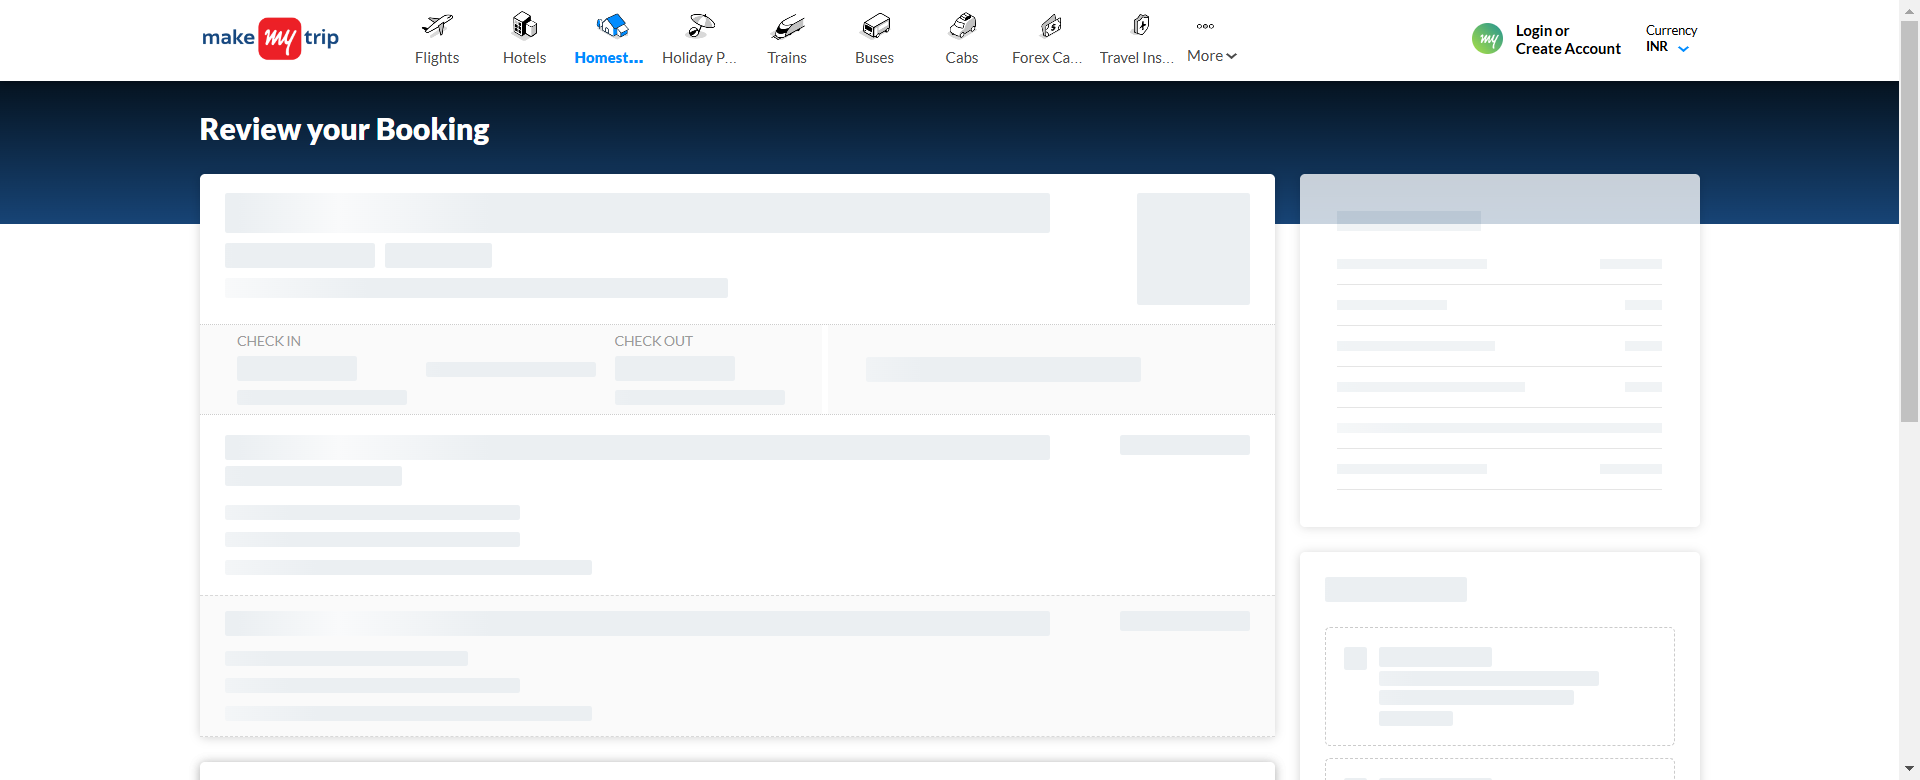 make my trip
Flights
Hotels
Homest...
Holiday P...
Trains
Buses
Cabs
Forex Ca...
Travel Ins...
More
my
Login or
Create Account
Currency
INR
Review your Booking
CHECK IN
CHECK OUT